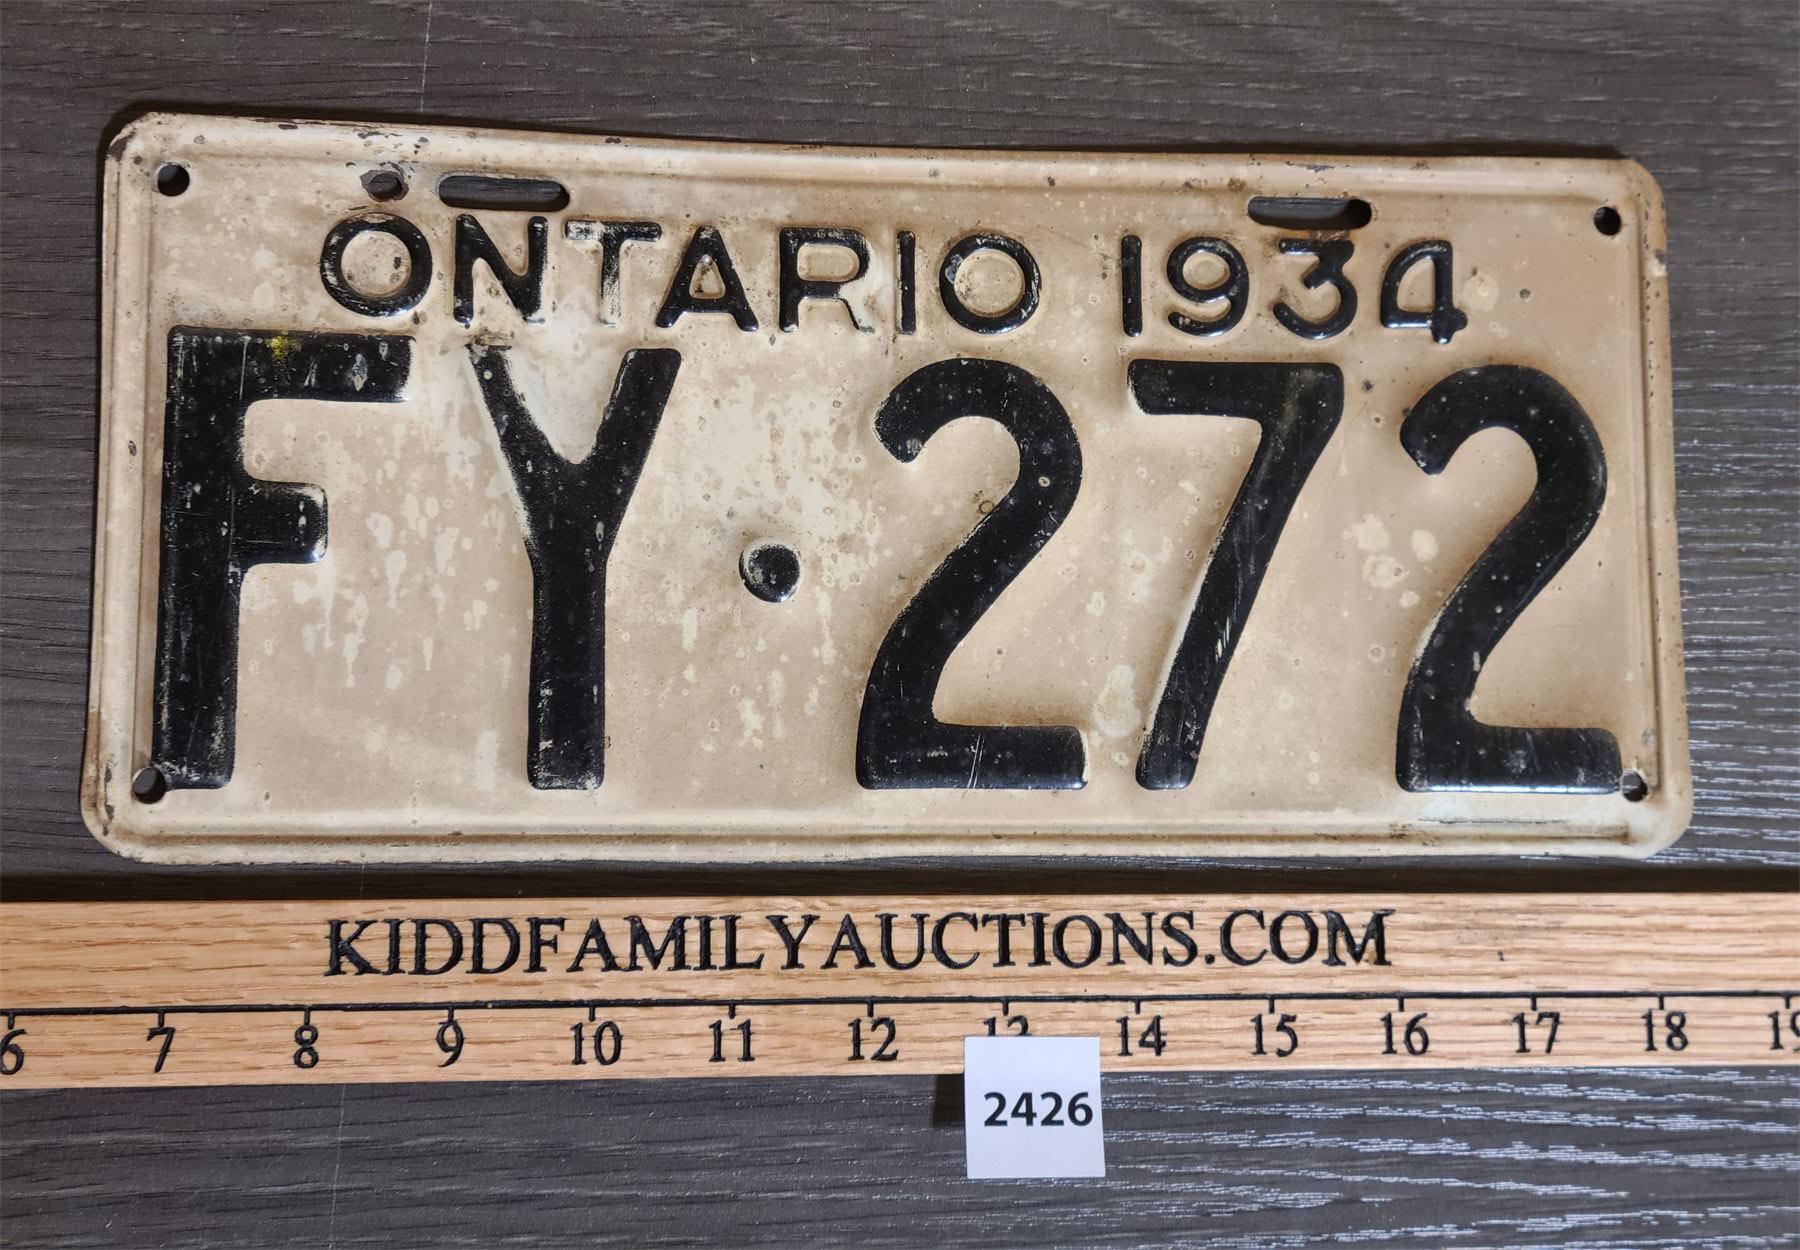 ONTARIO 1934
FY·272
KIDDFAMILYAUCTIONS.COM
6 7 8 9 10 11 12 13 14 15 16 17 18 19
2426